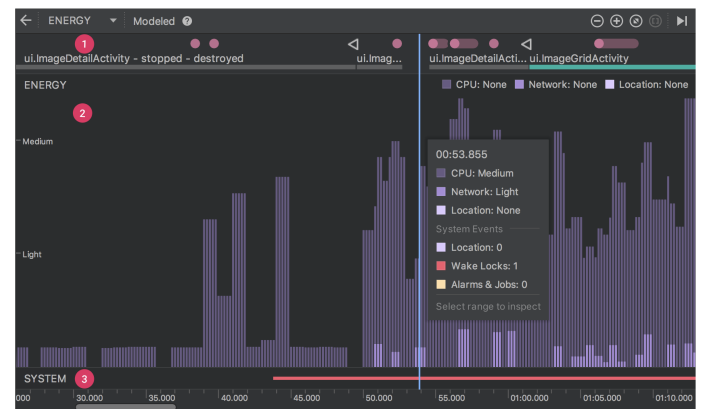 ENERGY Modeled ?
1
ui.ImageDetailActivity - stopped - destroyed ui.Imag... ui.ImageDetailActi... ui.ImageGridActivity
ENERGY CPU: None Network: None Location: None
2
Medium
00:53.855
CPU: Medium
Network: Light
Location: None
System Events
Light
Location: 0
Wake Locks: 1
Alarms & Jobs: 0
Select range to inspect
SYSTEM 3
000 30.000 35.000 40.000 45.000 50.000 55.000 01:00.000 01:05.000 01:10.000